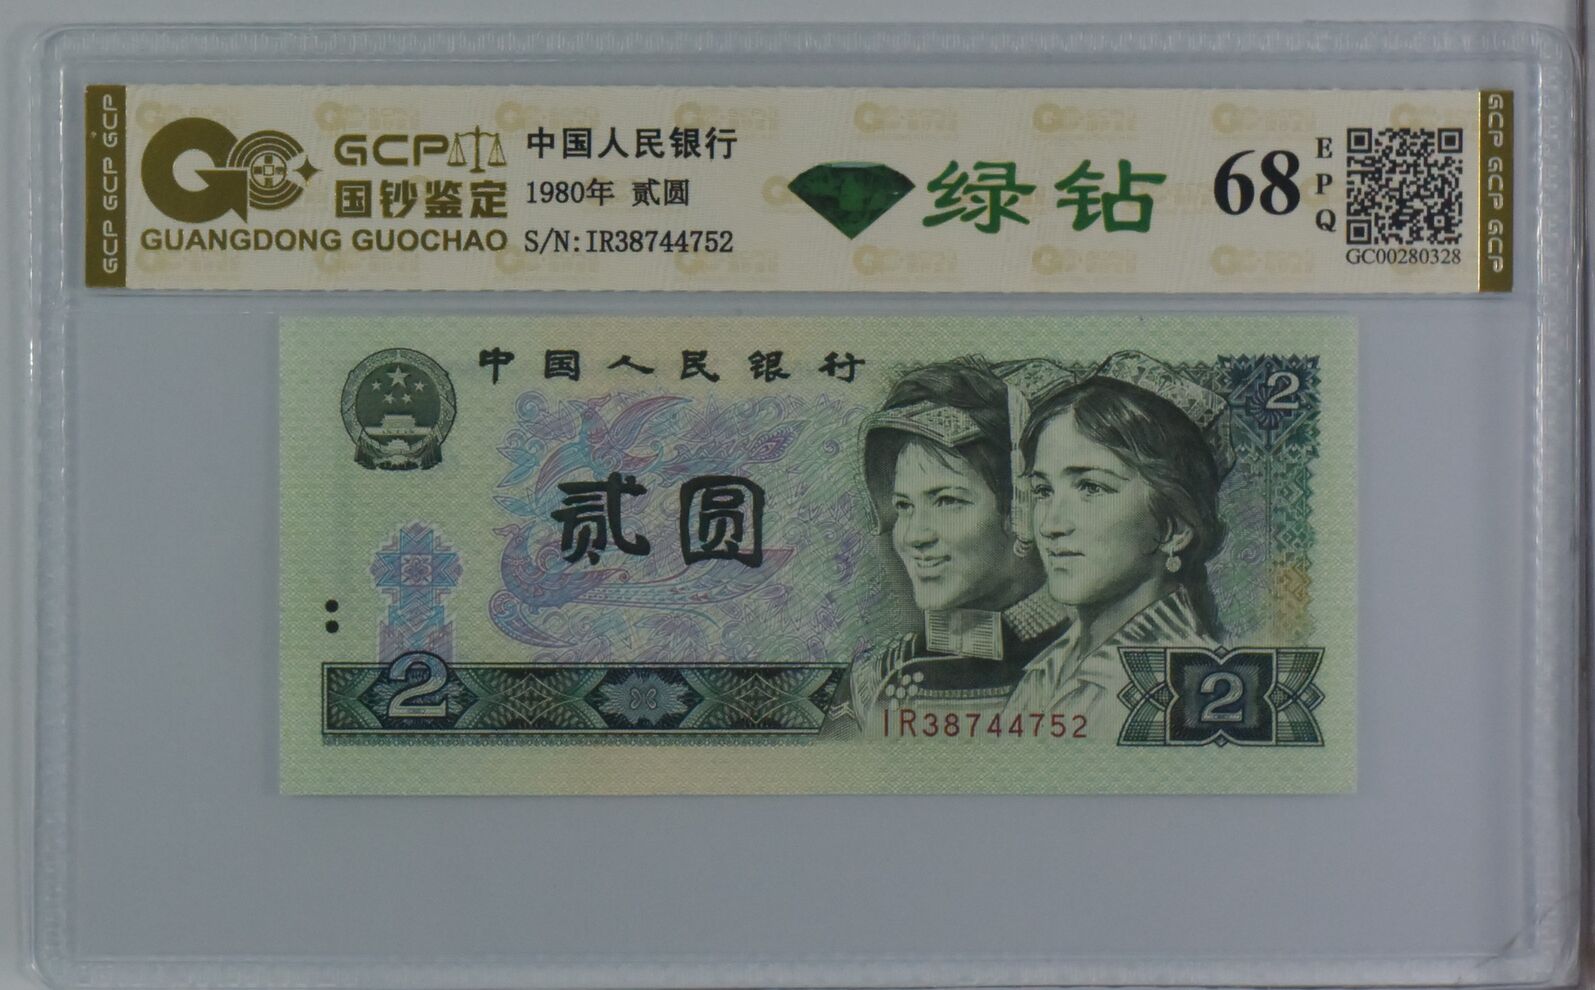 GCP GCP GCP
GCP
国钞鉴定
GUANGDONG GUOCHAO
中国人民银行
1980年 贰圆
S/N:IR38744752
绿钻
68
EPQ
GC00280328
GCP GCP GCP
中国人民银行
2
贰圆
2
IR38744752
2